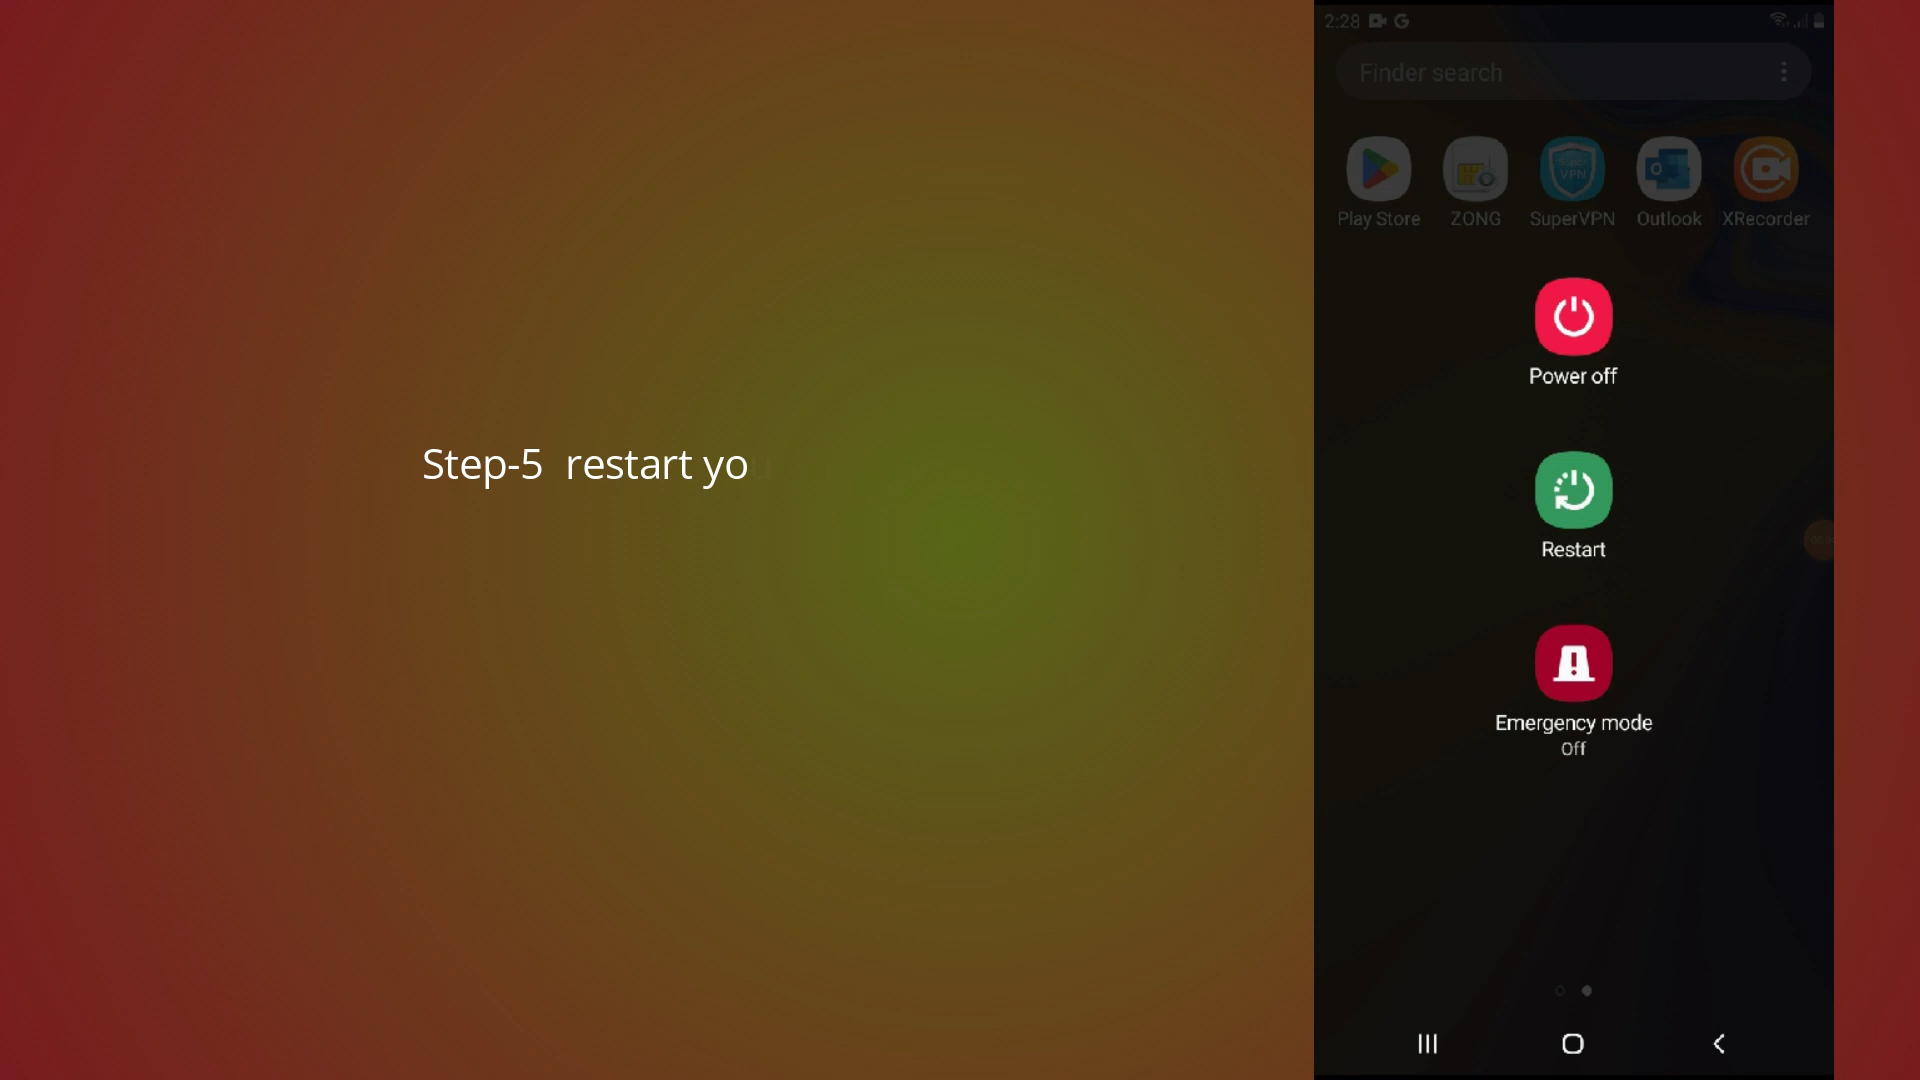 Step-5  restart yo
2:28
Finder search
Play Store ZONG SuperVPN Outlook XRecorder
Power off
Restart
Emergency mode
Off